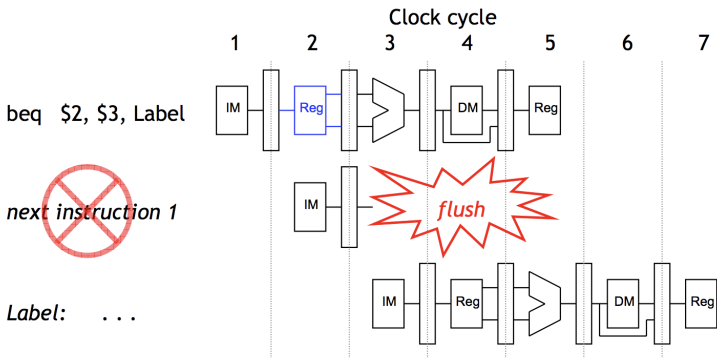 Clock cycle
1 2 3 4 5 6 7
beq $2, $3, Label IM Reg DM Reg
next instruction 1 IM flush
Label: . . . IM Reg DM Reg